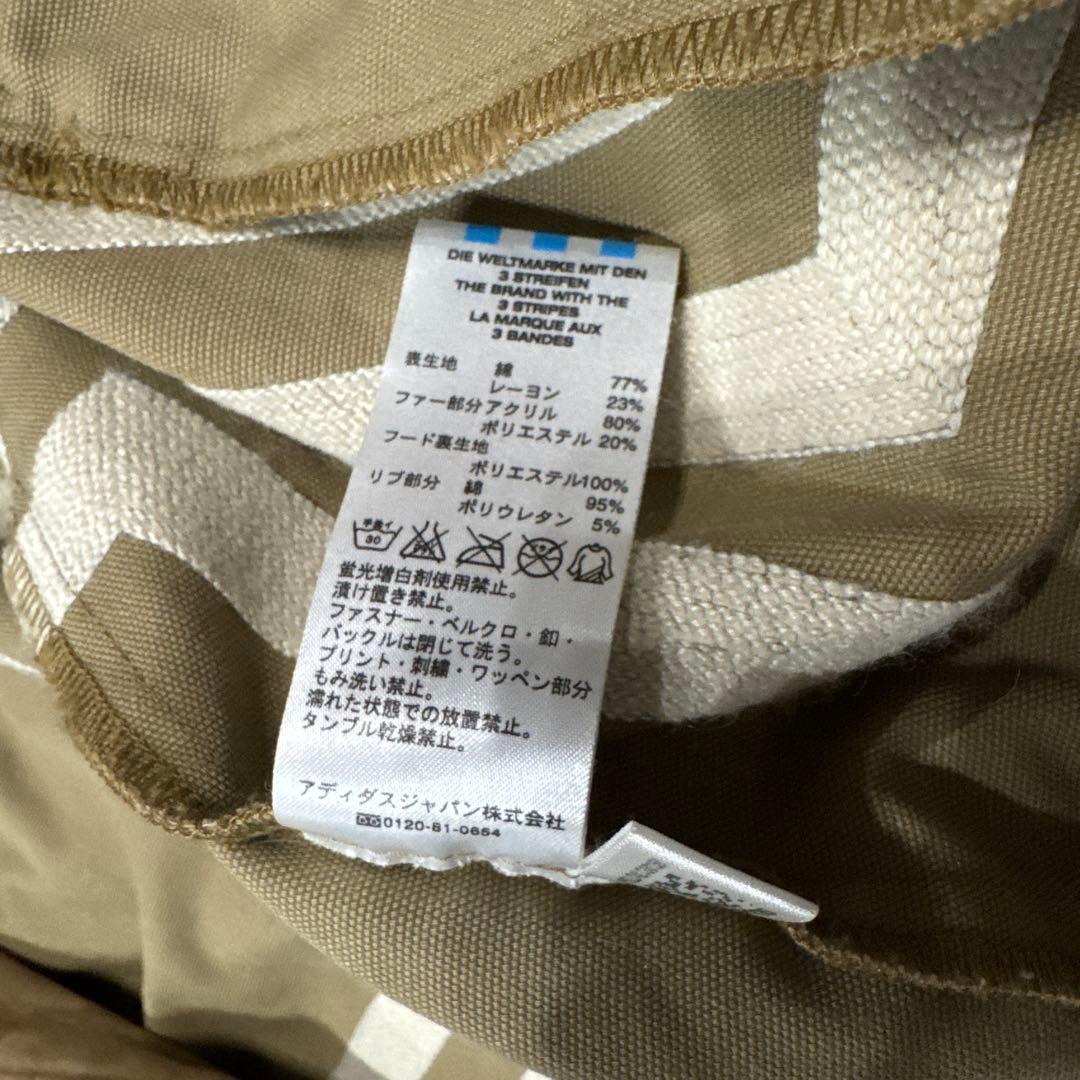 DIE WELTMARKE MIT DEN
3 STREIFEN
THE BRAND WITH THE
3 STRIPES
LA MARQUE AUX
3 BANDES
表生地 綿 77%
レーヨン 23%
ファー部分 アクリル 80%
ポリエステル 20%
フード裏生地
ポリエステル100%
リブ部分 綿 95%
ポリウレタン 5%
手洗イ
30
蛍光増白剤使用禁止。
漬け置き禁止。
ファスナー・ベルクロ・釦・
バックルは閉じて洗う。
プリント・刺繍・ワッペン部分
もみ洗い禁止。
濡れた状態での放置禁止。
タンブル乾燥禁止。
アディダスジャパン株式会社
0120-81-0654